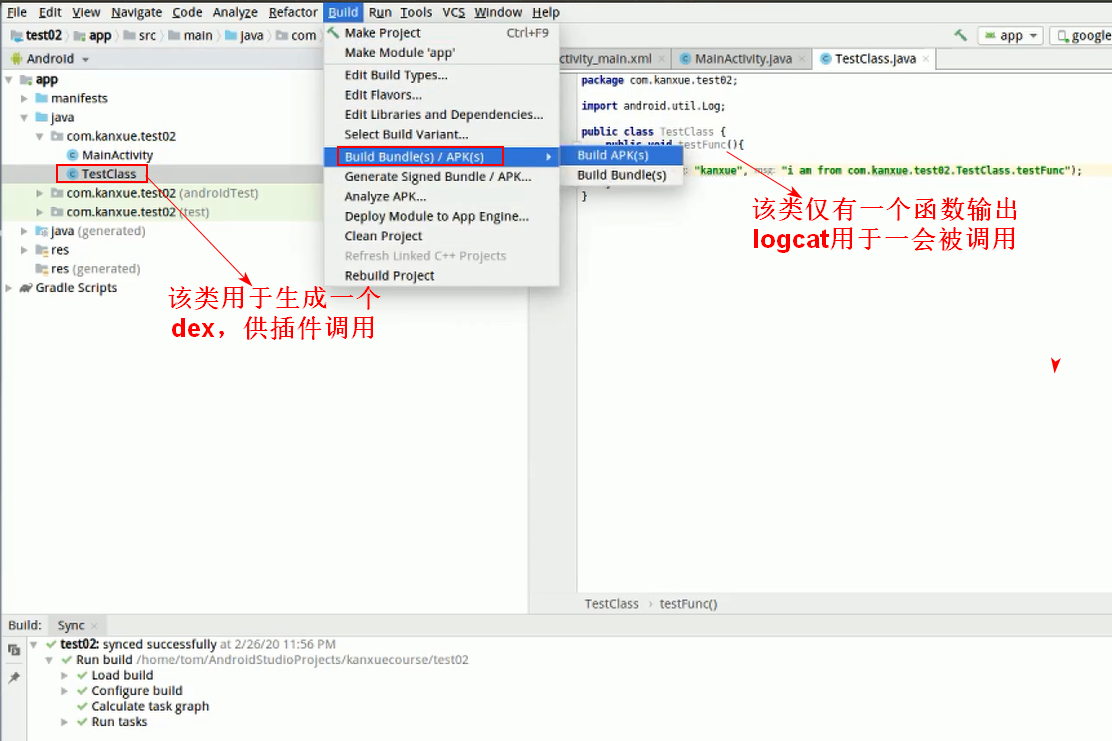 File Edit View Navigate Code Analyze Refactor Build Run Tools VCS Window Help
test02 app src main java com
app google
Android
app
manifests
java
com.kanxue.test02
MainActivity
TestClass
com.kanxue.test02 (androidTest)
com.kanxue.test02 (test)
java (generated)
res
res (generated)
Gradle Scripts
该类用于生成一个
dex，供插件调用
Make Project Ctrl+F9
Make Module 'app'
Edit Build Types...
Edit Flavors...
Edit Libraries and Dependencies...
Select Build Variant...
Build Bundle(s) / APK(s)
Generate Signed Bundle / APK...
Analyze APK...
Deploy Module to App Engine...
Clean Project
Refresh Linked C++ Projects
Rebuild Project
Build APK(s)
Build Bundle(s)
ctivity_main.xml MainActivity.java TestClass.java
package com.kanxue.test02;
import android.util.Log;
public class TestClass {
public void testFunc(){
"kanxue", msg: "i am from com.kanxue.test02.TestClass.testFunc");
}
该类仅有一个函数输出
logcat用于一会被调用
TestClass › testFunc()
Build: Sync
test02: synced successfully at 2/26/20 11:56 PM
Run build /home/tom/AndroidStudioProjects/kanxuecourse/test02
Load build
Configure build
Calculate task graph
Run tasks